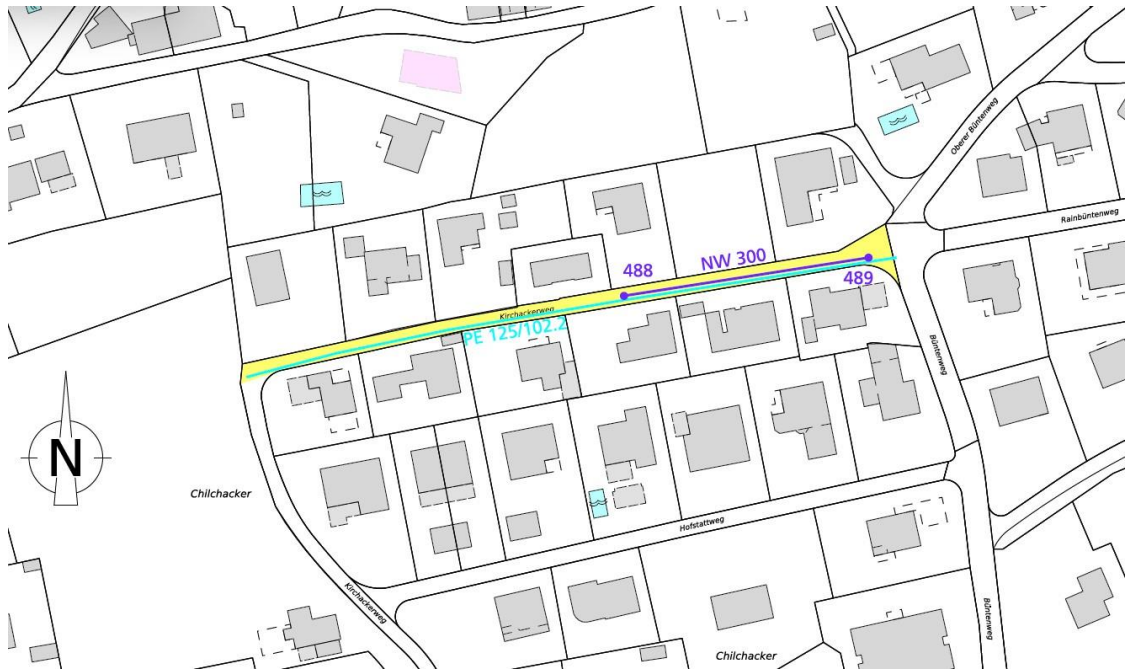 Oberer Büntenweg
Rainbüntenweg
NW 300
488
489
Kirchackerweg
PE 125/102.2
Büntenweg
N
Chilchacker
Hofstattweg
Kirchackerweg
Büntenweg
Chilchacker